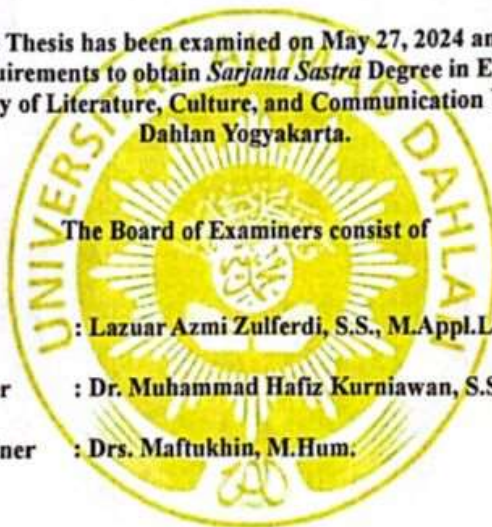 Thesis has been examined on May 27, 2024 an
uirements to obtain Sarjana Sastra Degree in E
y of Literature, Culture, and Communication
Dahlan Yogyakarta.
The Board of Examiners consist of
: Lazuar Azmi Zulferdi, S.S., M.Appl.L
r : Dr. Muhammad Hafiz Kurniawan, S.S
ner : Drs. Maftukhin, M.Hum.
UNIVERSITAS AHMAD DAHLAN